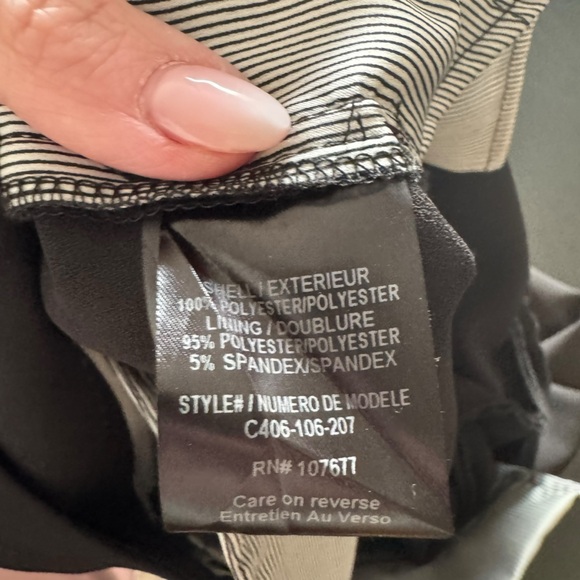 SHELL / EXTERIEUR
100% POLYESTER/POLYESTER
LINING / DOUBLURE
95% POLYESTER/POLYESTER
5% SPANDEX/SPANDEX
STYLE# / NUMERO DE MODELE
C406-106-207
RN# 107677
Care on reverse
Entretien Au Verso